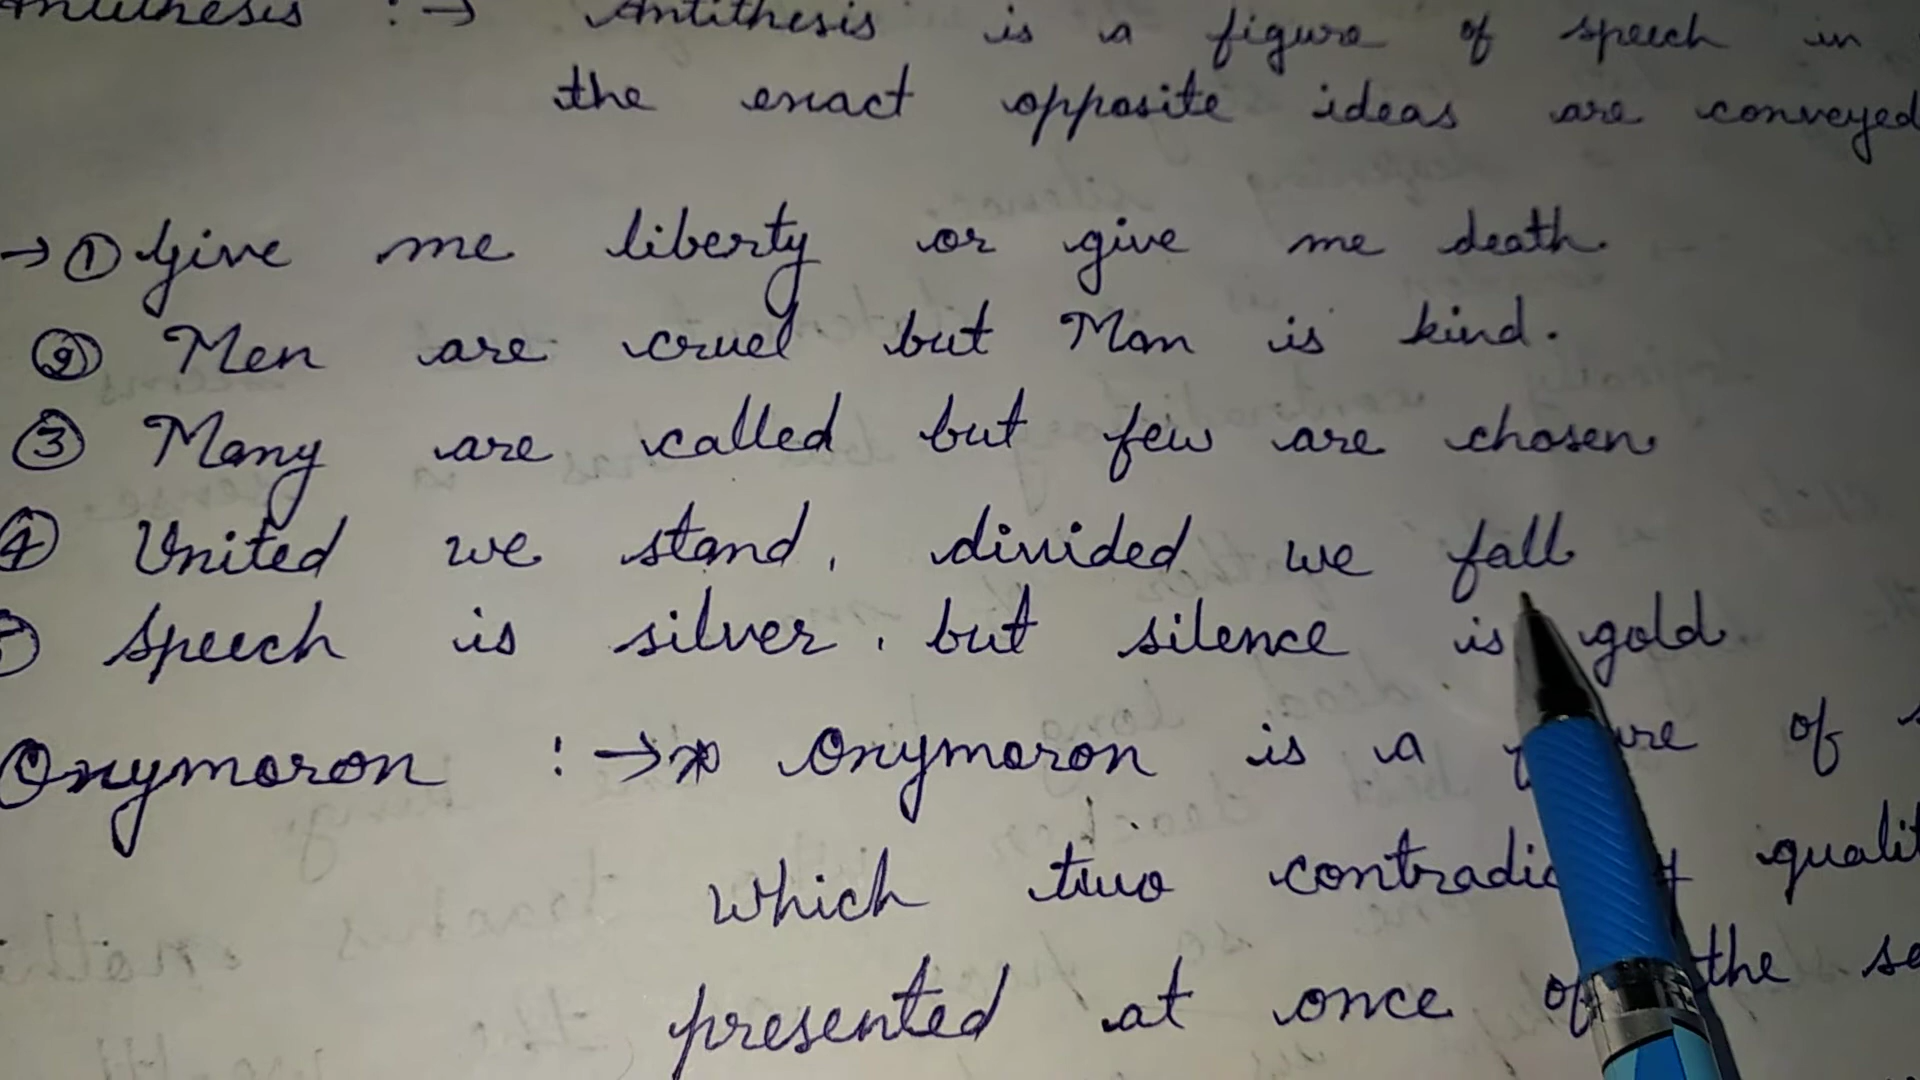 Antithesis :→ Antithesis is a figure of speech in
the exact opposite ideas are conveyed
→ ① Give me liberty or give me death.
② Men are cruel but Man is kind.
③ Many are called but few are chosen
④ United we stand, divided we fall
Speech is silver, but silence is gold.
Oxymoron :→ Oxymoron is a of
which two
presented at once of the